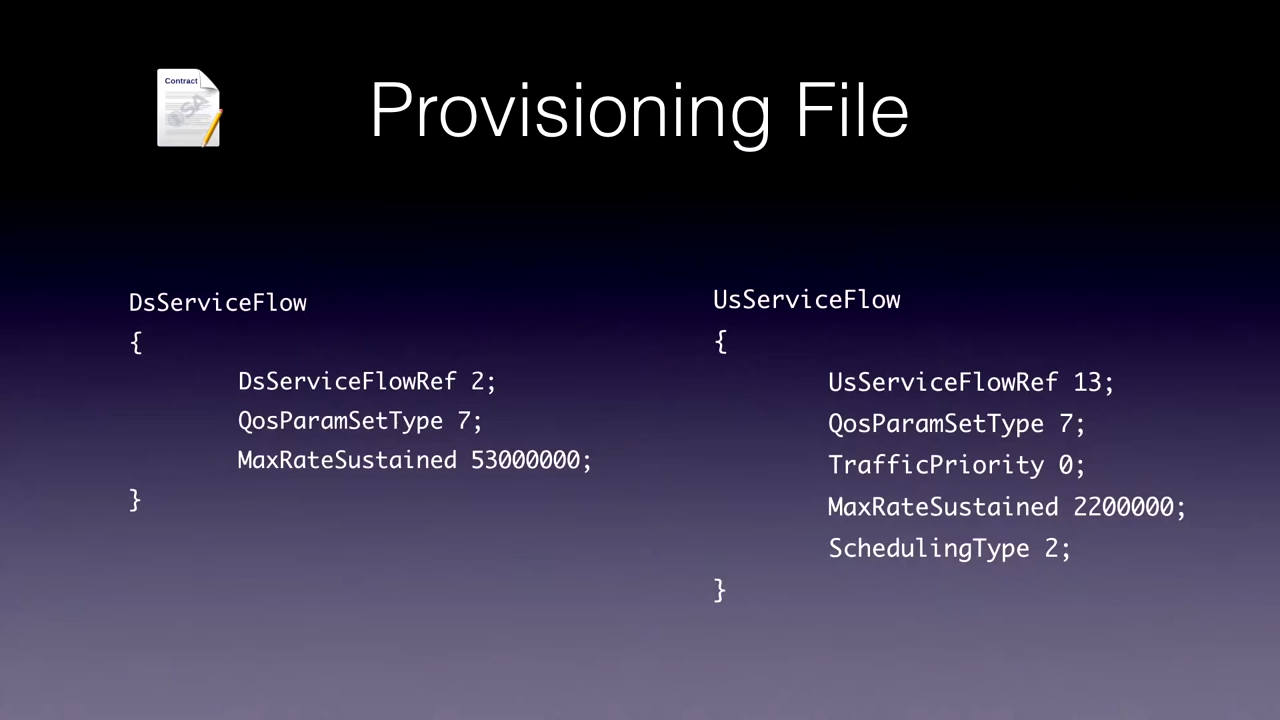 Contract
Provisioning File
DsServiceFlow
{
DsServiceFlowRef 2;
QosParamSetType 7;
MaxRateSustained 53000000;
}
UsServiceFlow
{
UsServiceFlowRef 13;
QosParamSetType 7;
TrafficPriority 0;
MaxRateSustained 2200000;
SchedulingType 2;
}